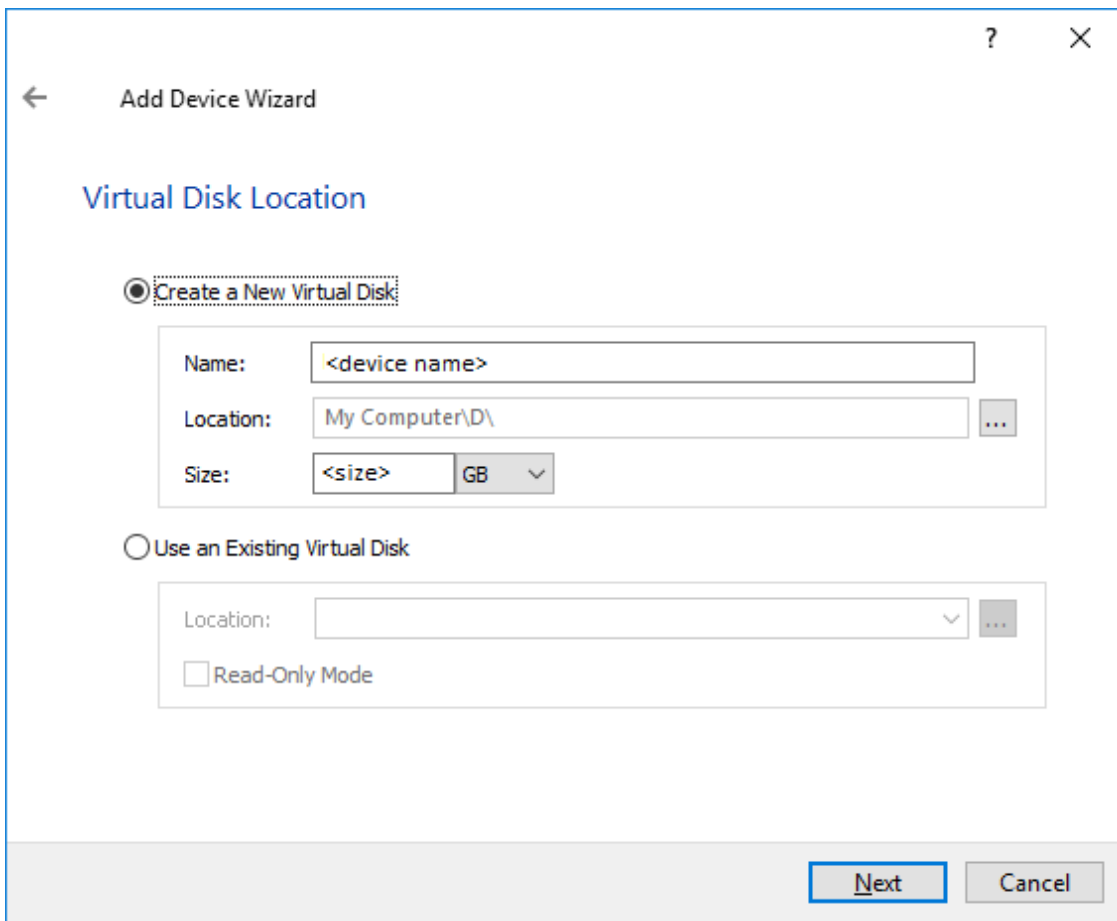 ?
Add Device Wizard
Virtual Disk Location
Create a New Virtual Disk
Name: <device name>
Location: My Computer\D\ ...
Size: <size> GB
Use an Existing Virtual Disk
Location: ...
Read-Only Mode
Next Cancel